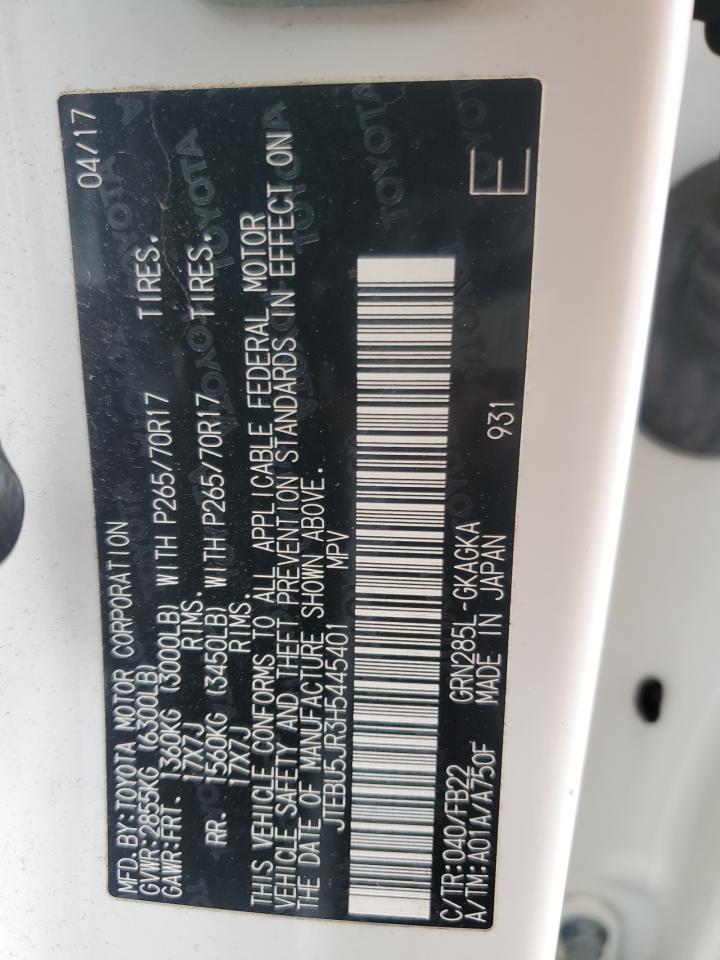 04/17
MFD. BY: TOYOTA MOTOR CORPORATION
GVWR: 2855KG (6300LB)
GAWR: FRT. 1360KG (3000LB) WITH P265/70R17 TIRES.
17X7J RIMS.
RR. 1560KG (3450LB) WITH P265/70R17 TIRES.
17X7J RIMS.
THIS VEHICLE CONFORMS TO ALL APPLICABLE FEDERAL MOTOR
VEHICLE SAFETY AND THEFT PREVENTION STANDARDS IN EFFECT ON
THE DATE OF MANUFACTURE SHOWN ABOVE.
JTEBU5JR3H5445401 MPV
C/TR: 040/FB22 GRN285L-GKAGKA 931
A/TM: A01A/A750F MADE IN JAPAN E
TOYOTA